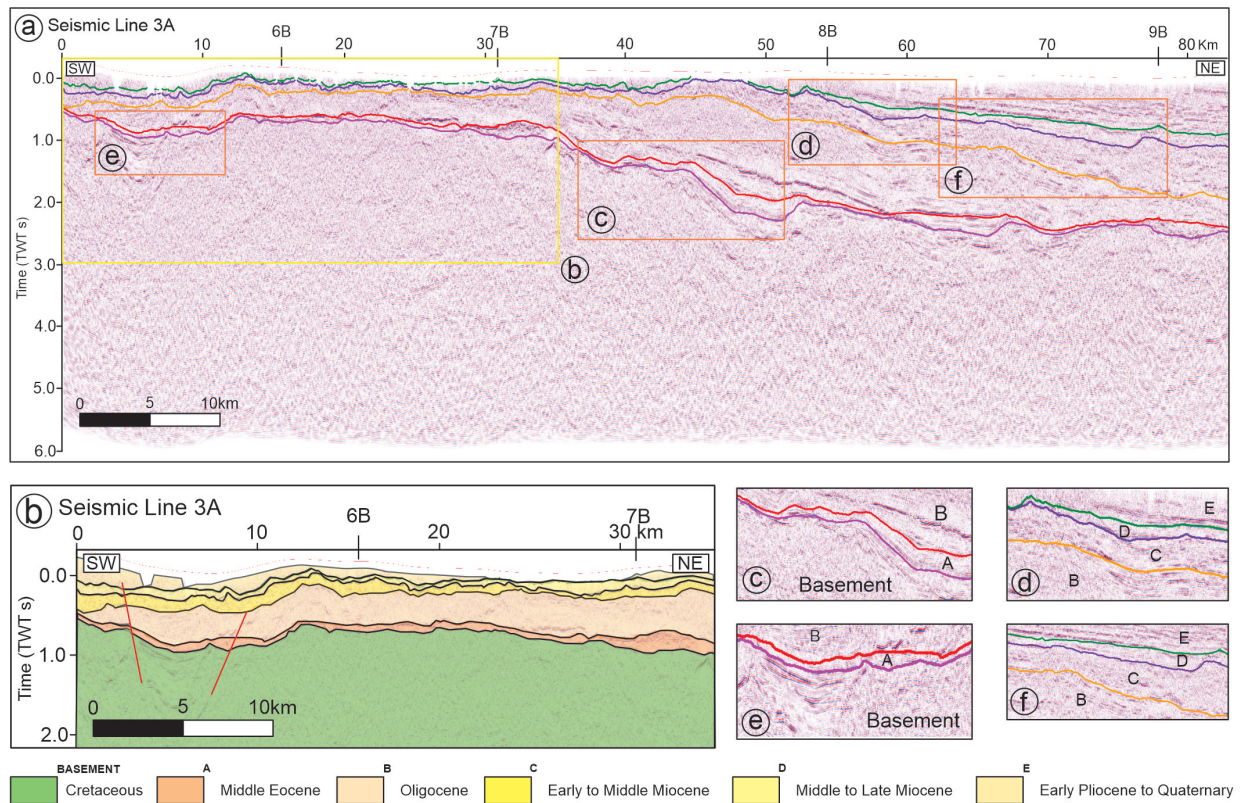 a Seismic Line 3A
0 10 6B 20 7B 30 40 50 8B 60 70 9B 80 Km
SW NE
0.0
1.0
2.0
3.0
4.0
5.0
6.0
Time (TWT s)
e
c
d
f
b
0 5 10km
b Seismic Line 3A
0 10 6B 20 7B 30 km
SW NE
0.0
1.0
2.0
Time (TWT s)
0 5 10km
B
A
Basement
c
E
D
C
B
d
B
A
Basement
e
E
D
C
B
f
BASEMENT A B C D E
Cretaceous Middle Eocene Oligocene Early to Middle Miocene Middle to Late Miocene Early Pliocene to Quaternary